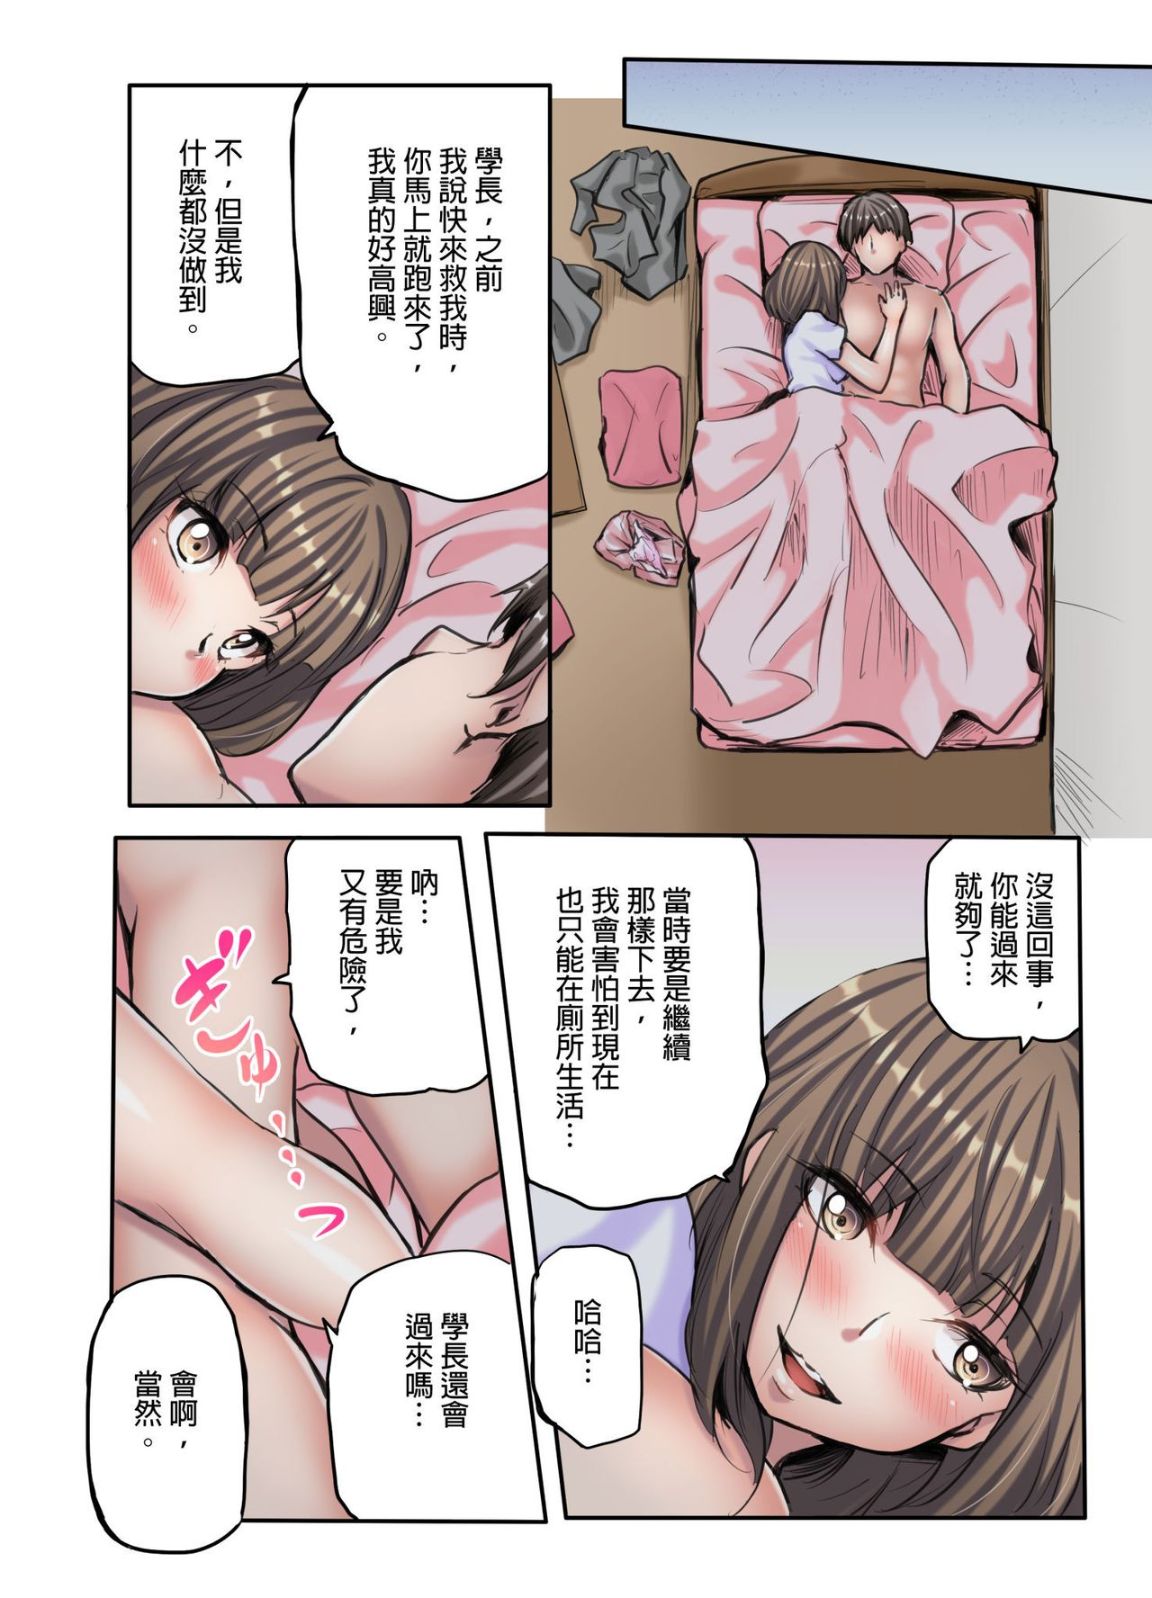 學長，之前
我說快來救我時，
你馬上就跑來了，
我真的好高興。
不，但是我
什麼都沒做到。
沒這回事，
你能過來
就夠了…
當時要是繼續
那樣下去，
我會害怕到現在
也只能在廁所生活…
哈哈…
吶…
要是我
又有危險了，
ぎゅっ
學長還會
過來嗎…
會啊，
當然。